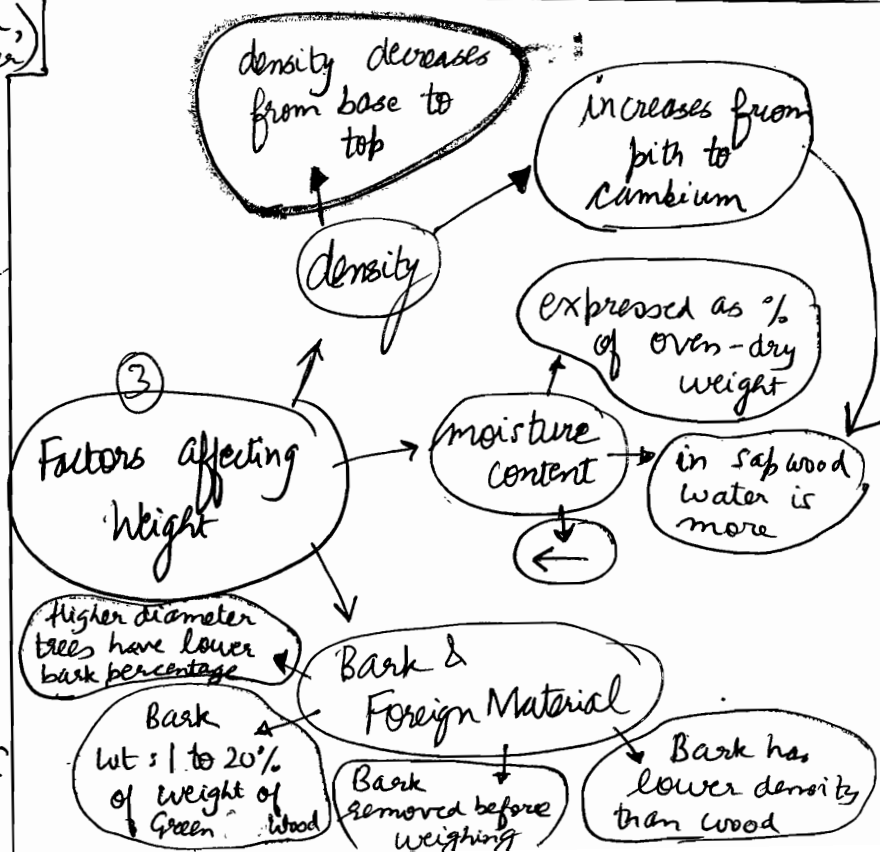 density decreases
from base to
top
increases from
pith to
cambium
density
expressed as %
of oven-dry
weight
3
Factors affecting
Weight
moisture
content
in sap wood
water is
more
←
Higher diameter
trees have lower
bark percentage
Bark &
Foreign Material
Bark
wt : 1 to 20%
of weight of
Green Wood
Bark
removed before
weighing
Bark has
lower density
than wood